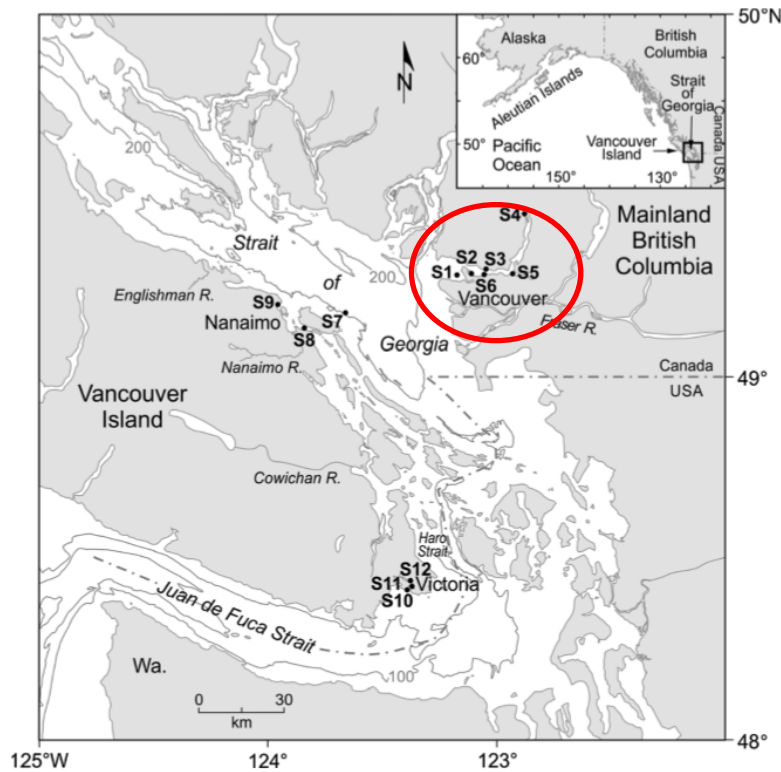 50°N
Alaska
British
Columbia
60°
Aleutian Islands
Strait
of
Georgia
50°
Vancouver
Island
Pacific
Ocean
150°
130°
Canada
USA
N
200
S4
Mainland
British
Columbia
Strait
of
200
S2
S3
S1
S5
S6
Vancouver
Englishman R.
S9
Nanaimo
S7
S8
Fraser R.
Georgia
Nanaimo R.
Canada
USA
49°
Vancouver
Island
Cowichan R.
Haro
Strait
S12
S11
Victoria
S10
Juan de Fuca Strait
Wa.
100
0
30
km
125°W
124°
123°
48°